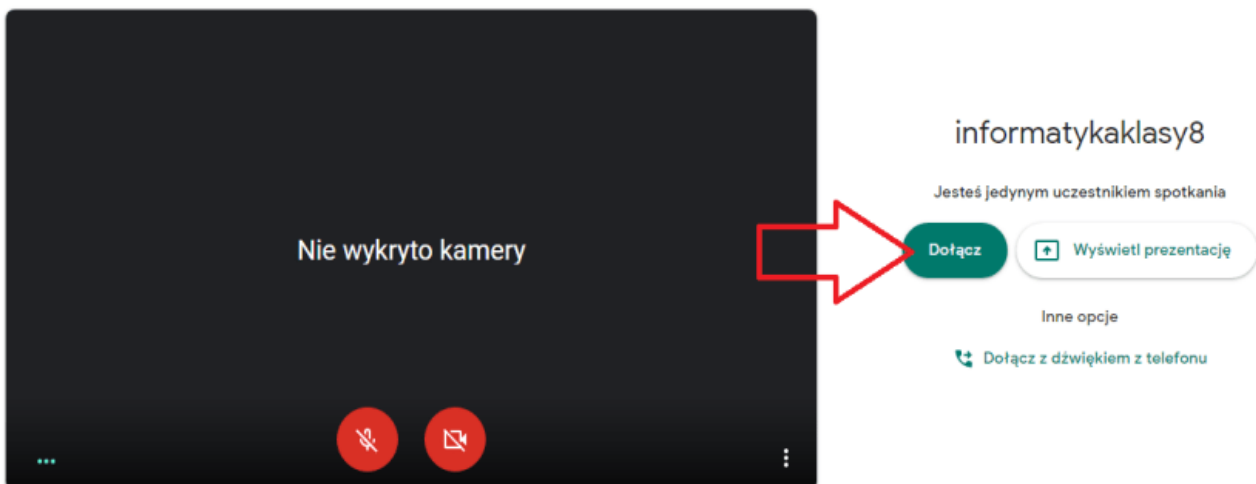 Nie wykryto kamery
informatykaklasy8
Jesteś jedynym uczestnikiem spotkania
Dołącz
Wyświetl prezentację
Inne opcje
Dołącz z dźwiękiem z telefonu